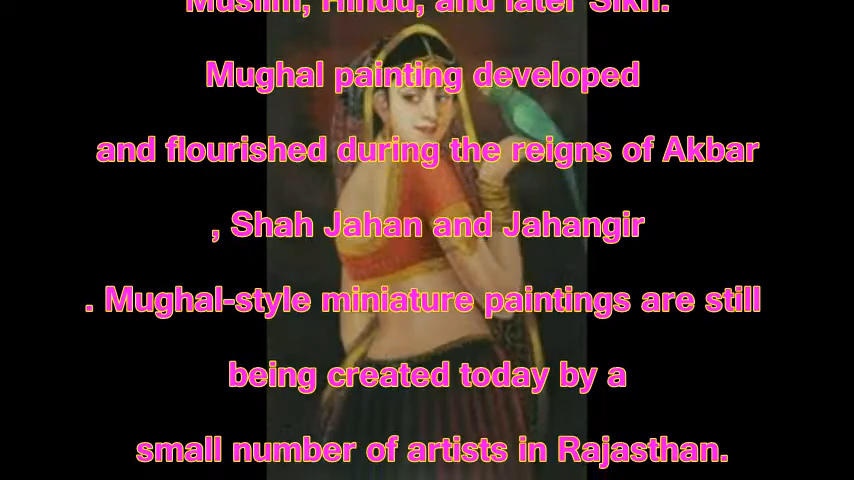 Muslim, Hindu, and later Sikh.
Mughal painting developed
and flourished during the reigns of Akbar
, Shah Jahan and Jahangir
. Mughal-style miniature paintings are still
being created today by a
small number of artists in Rajasthan.